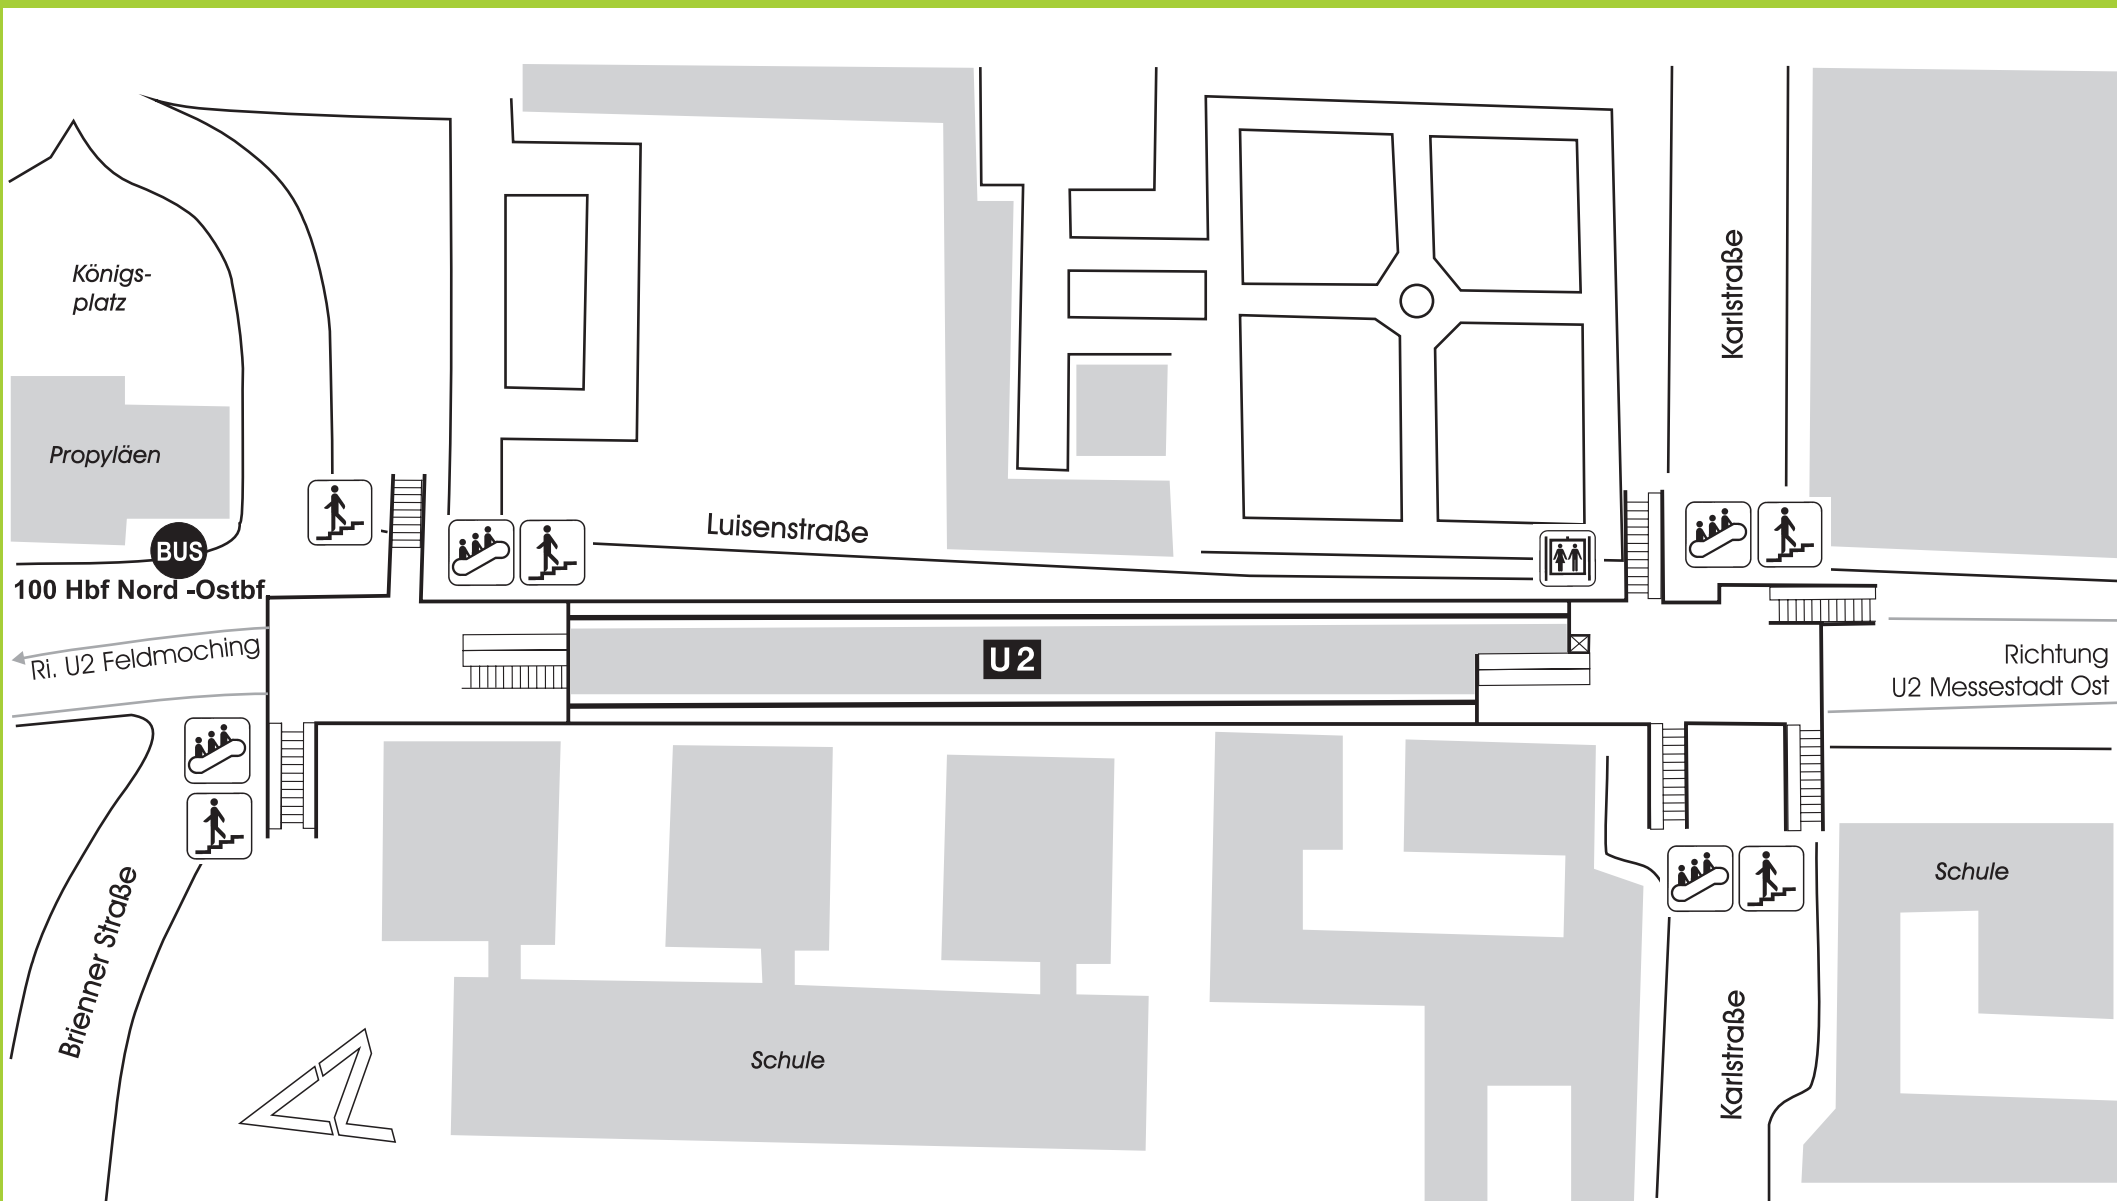 Königs-
platz
Karlstraße
Propyläen
Luisenstraße
BUS
100 Hbf Nord -Ostbf
Ri. U2 Feldmoching
U2
Richtung
U2 Messestadt Ost
Brienner Straße
Schule
Schule
Karlstraße